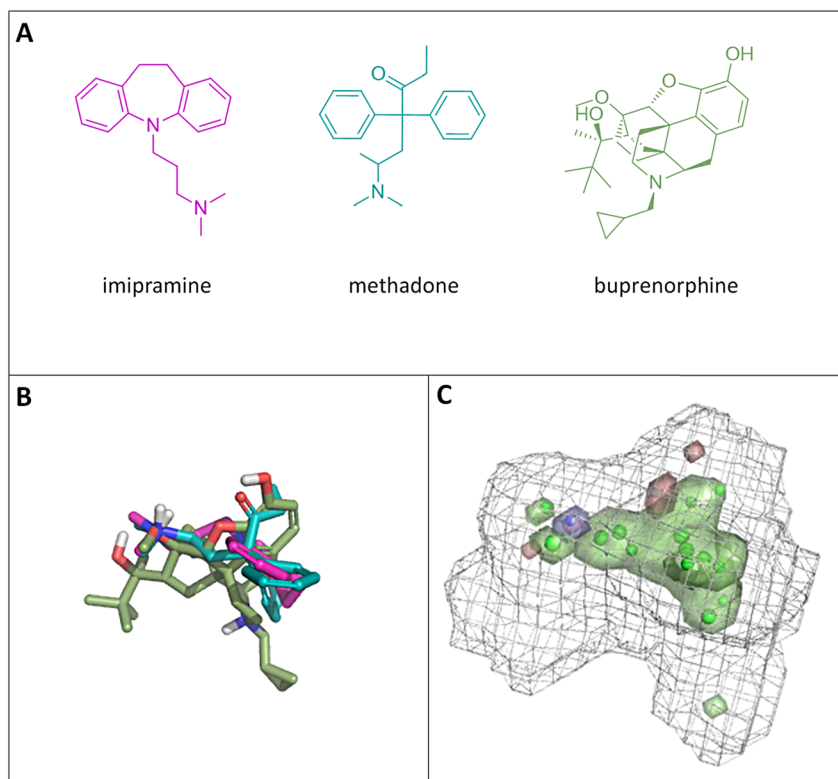 A
N
N
O
N
O
OH
O
HO
N
imipramine
methadone
buprenorphine
B
C